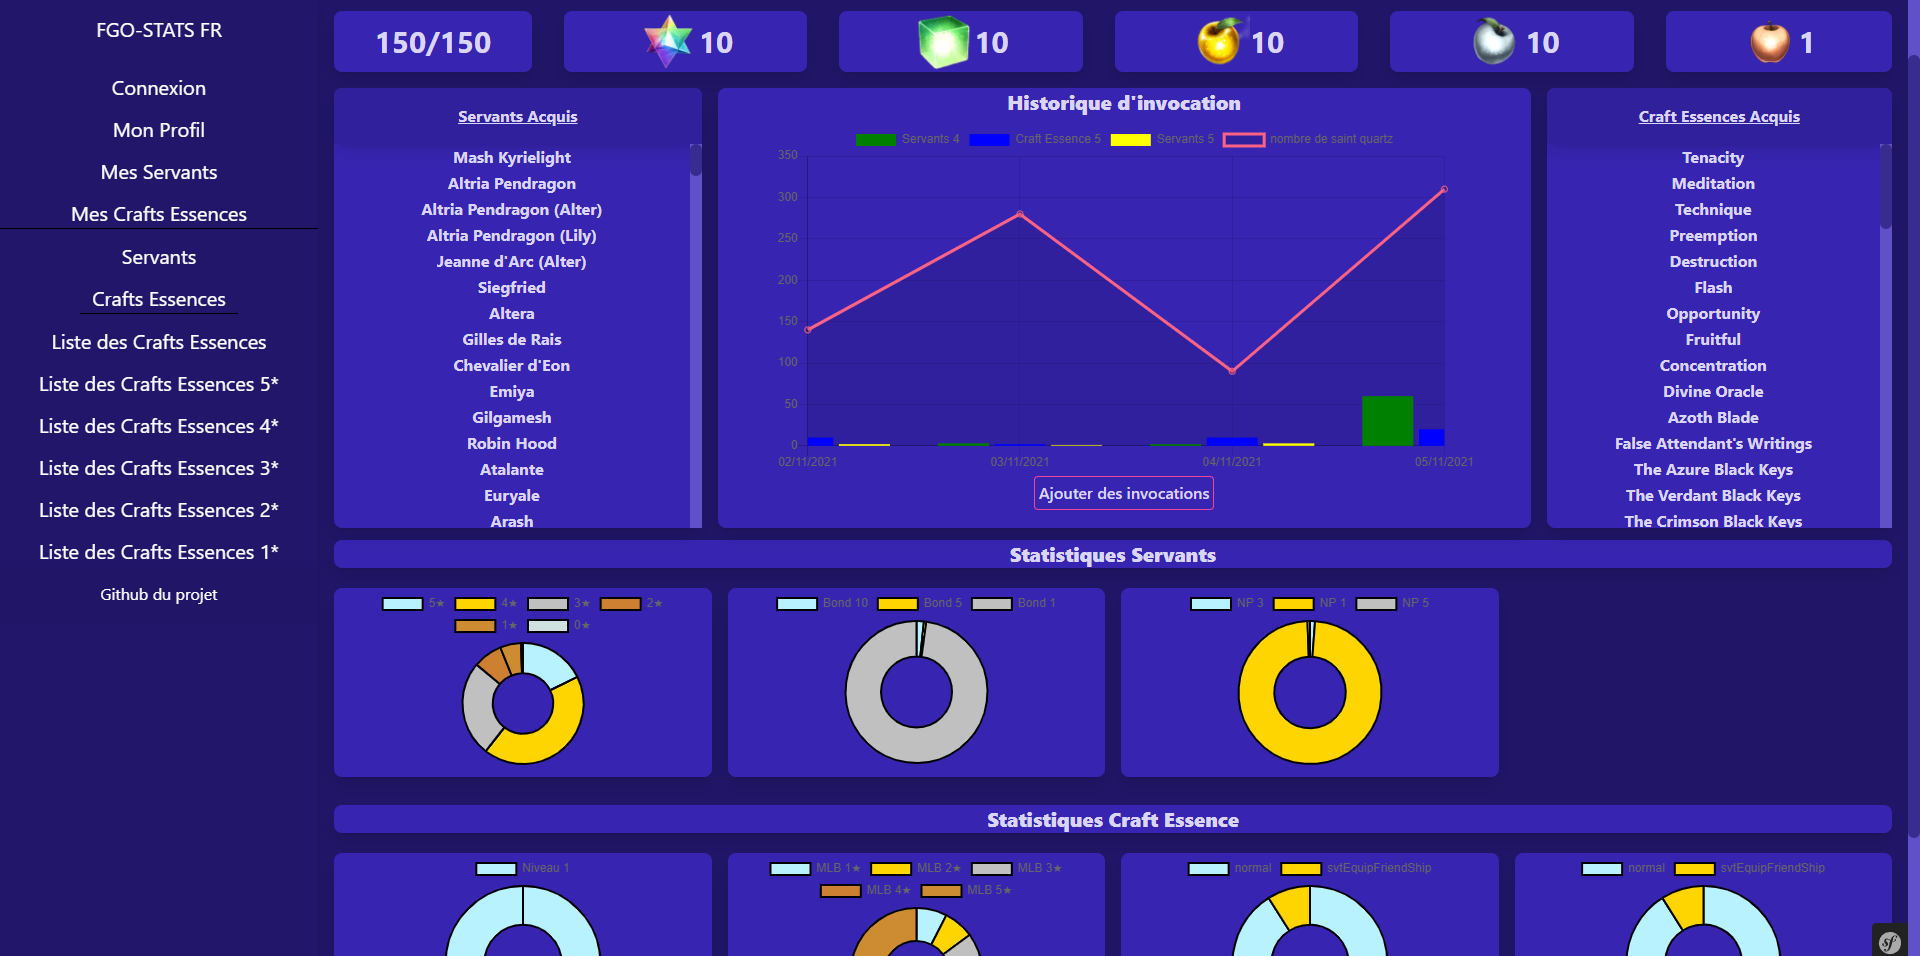 FGO-STATS FR
Connexion
Mon Profil
Mes Servants
Mes Crafts Essences
Servants
Crafts Essences
Liste des Crafts Essences
Liste des Crafts Essences 5*
Liste des Crafts Essences 4*
Liste des Crafts Essences 3*
Liste des Crafts Essences 2*
Liste des Crafts Essences 1*
Github du projet
150/150
10
10
10
10
1
Servants Acquis
Mash Kyrielight
Altria Pendragon
Altria Pendragon (Alter)
Altria Pendragon (Lily)
Jeanne d'Arc (Alter)
Siegfried
Altera
Gilles de Rais
Chevalier d'Eon
Emiya
Gilgamesh
Robin Hood
Atalante
Euryale
Arash
Historique d'invocation
Servants 4 Craft Essence 5 Servants 5 nombre de saint quartz
350
300
250
200
150
100
50
0
02/11/2021 03/11/2021 04/11/2021 05/11/2021
Ajouter des invocations
Craft Essences Acquis
Tenacity
Meditation
Technique
Preemption
Destruction
Flash
Opportunity
Fruitful
Concentration
Divine Oracle
Azoth Blade
False Attendant's Writings
The Azure Black Keys
The Verdant Black Keys
The Crimson Black Keys
Statistiques Servants
5★ 4★ 3★ 2★
1★ 0★
Bond 10 Bond 5 Bond 1
NP 3 NP 1 NP 5
Statistiques Craft Essence
Niveau 1
MLB 1★ MLB 2★ MLB 3★
MLB 4★ MLB 5★
normal svtEquipFriendShip
normal svtEquipFriendShip
sf